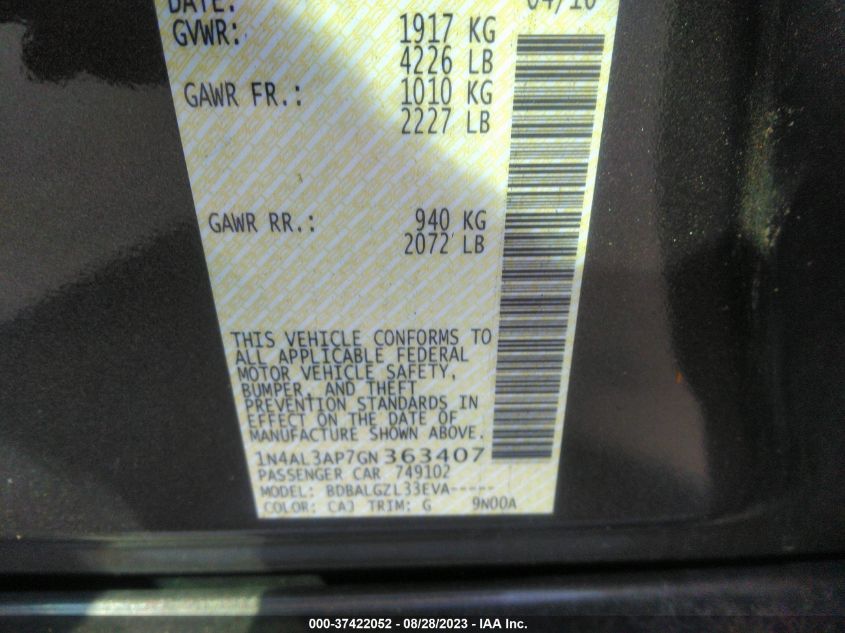 DATE: 04/16
GVWR: 1917 KG
4226 LB
GAWR FR.: 1010 KG
2227 LB
GAWR RR.: 940 KG
2072 LB
THIS VEHICLE CONFORMS TO
ALL APPLICABLE FEDERAL
MOTOR VEHICLE SAFETY,
BUMPER, AND THEFT
PREVENTION STANDARDS IN
EFFECT ON THE DATE OF
MANUFACTURE SHOWN ABOVE.
1N4AL3AP7GN363407
PASSENGER CAR 749102
MODEL: BDBALGZL33EVA-----
COLOR: CAJ TRIM: G 9N00A
000-37422052 - 08/28/2023 - IAA Inc.